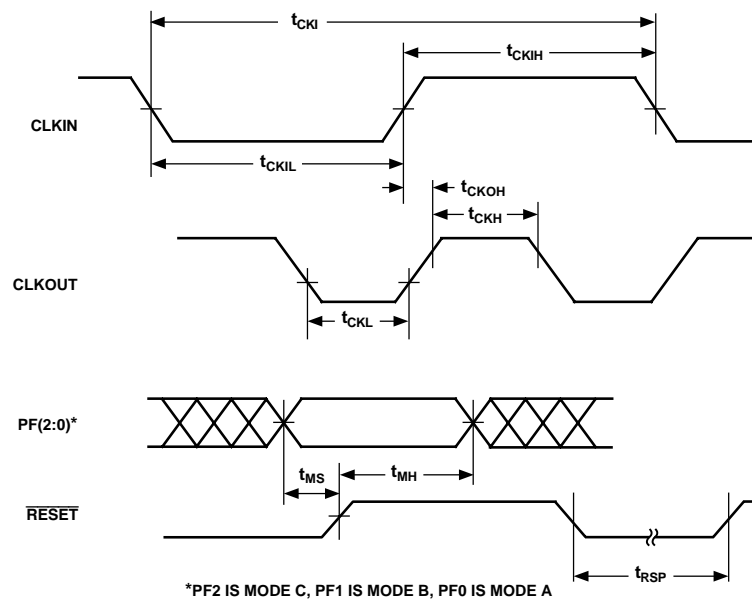 tCKI
tCKIH
CLKIN
tCKIL
tCKOH
tCKH
CLKOUT
tCKL
PF(2:0)*
tMS
tMH
RESET
tRSP
*PF2 IS MODE C, PF1 IS MODE B, PF0 IS MODE A